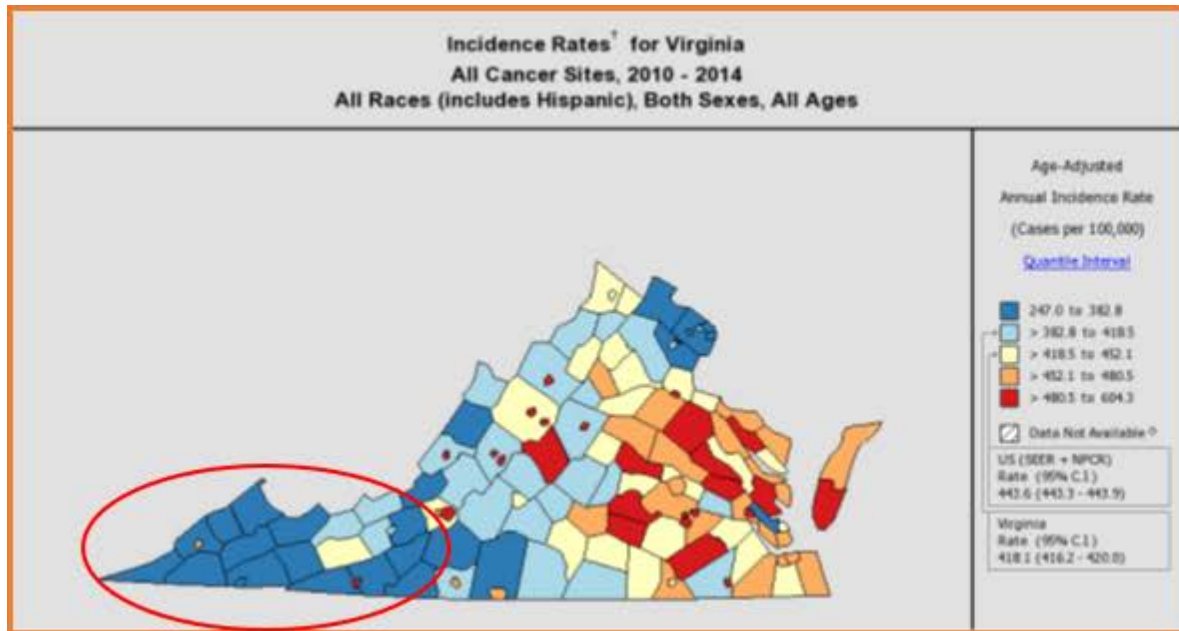 Incidence Rates† for Virginia
All Cancer Sites, 2010 - 2014
All Races (includes Hispanic), Both Sexes, All Ages
Age-Adjusted
Annual Incidence Rate
(Cases per 100,000)
Quantile Interval
247.0 to 382.8
> 382.8 to 418.5
> 418.5 to 452.1
> 452.1 to 480.5
> 480.5 to 604.3
Data Not Available ◊
US (SEER + NPCR)
Rate (95% C.I.)
443.6 (443.3 - 443.9)
Virginia
Rate (95% C.I.)
418.1 (416.2 - 420.0)